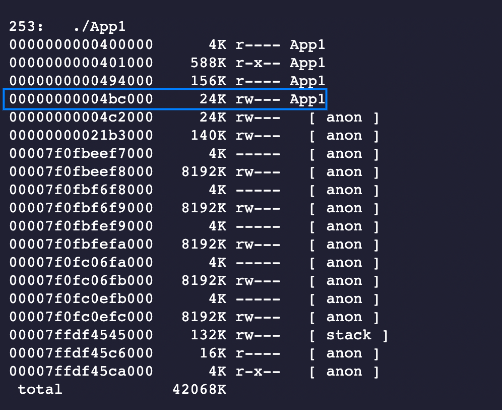 253:   ./App1
0000000000400000      4K r---- App1
0000000000401000    588K r-x-- App1
0000000000494000    156K r---- App1
00000000004bc000     24K rw--- App1
00000000004c2000     24K rw---   [ anon ]
00000000021b3000    140K rw---   [ anon ]
00007f0fbeef7000      4K -----   [ anon ]
00007f0fbeef8000   8192K rw---   [ anon ]
00007f0fbf6f8000      4K -----   [ anon ]
00007f0fbf6f9000   8192K rw---   [ anon ]
00007f0fbfef9000      4K -----   [ anon ]
00007f0fbfefa000   8192K rw---   [ anon ]
00007f0fc06fa000      4K -----   [ anon ]
00007f0fc06fb000   8192K rw---   [ anon ]
00007f0fc0efb000      4K -----   [ anon ]
00007f0fc0efc000   8192K rw---   [ anon ]
00007ffdf4545000    132K rw---   [ stack ]
00007ffdf45c6000     16K r----   [ anon ]
00007ffdf45ca000      4K r-x--   [ anon ]
 total            42068K